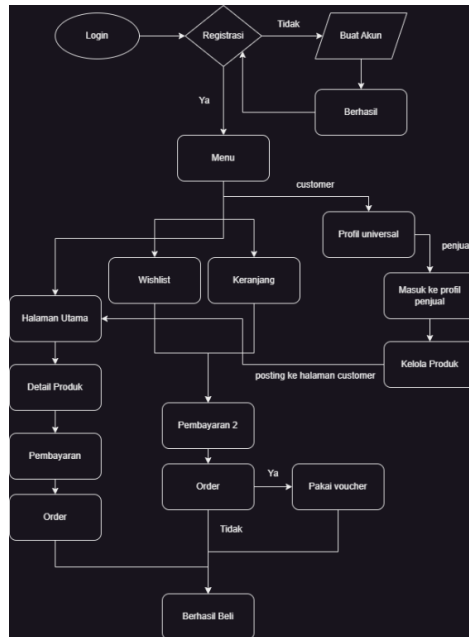 Login
Registrasi
Tidak
Buat Akun
Ya
Berhasil
Menu
customer
Profil universal
penjua
Wishlist
Keranjang
Masuk ke profil
penjual
Halaman Utama
Kelola Produk
posting ke halaman customer
Detail Produk
Pembayaran 2
Pembayaran
Order
Ya
Pakai voucher
Order
Tidak
Berhasil Beli